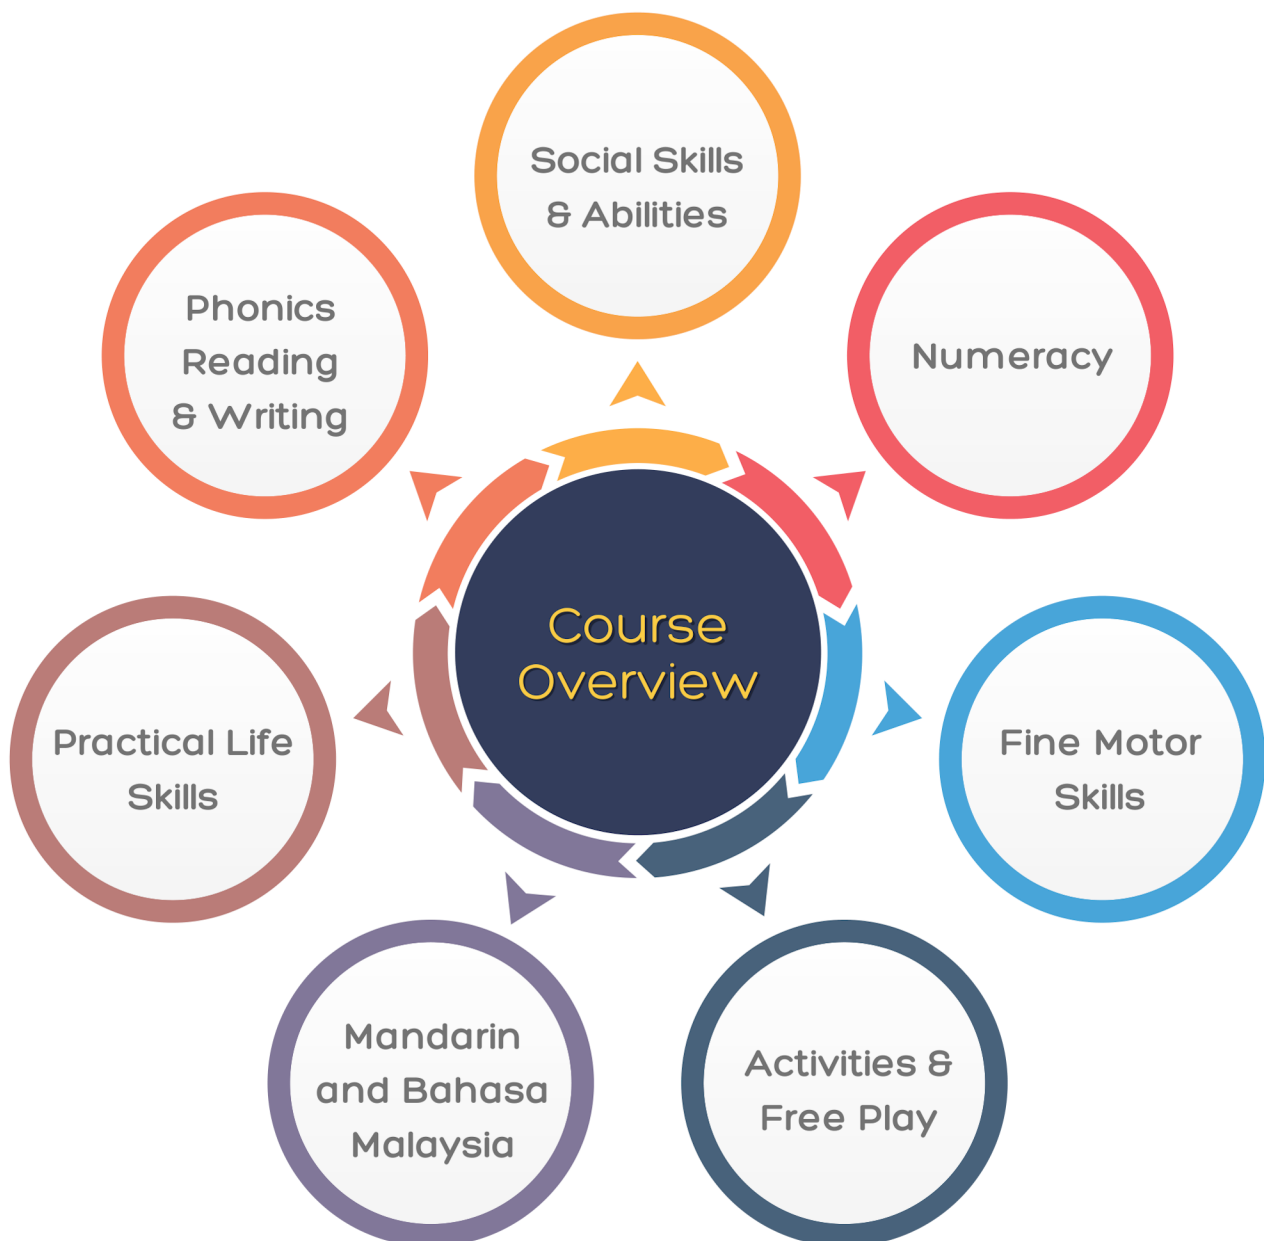 Social Skills
& Abilities
Numeracy
Fine Motor
Skills
Activities &
Free Play
Mandarin
and Bahasa
Malaysia
Practical Life
Skills
Phonics
Reading
& Writing
Course
Overview